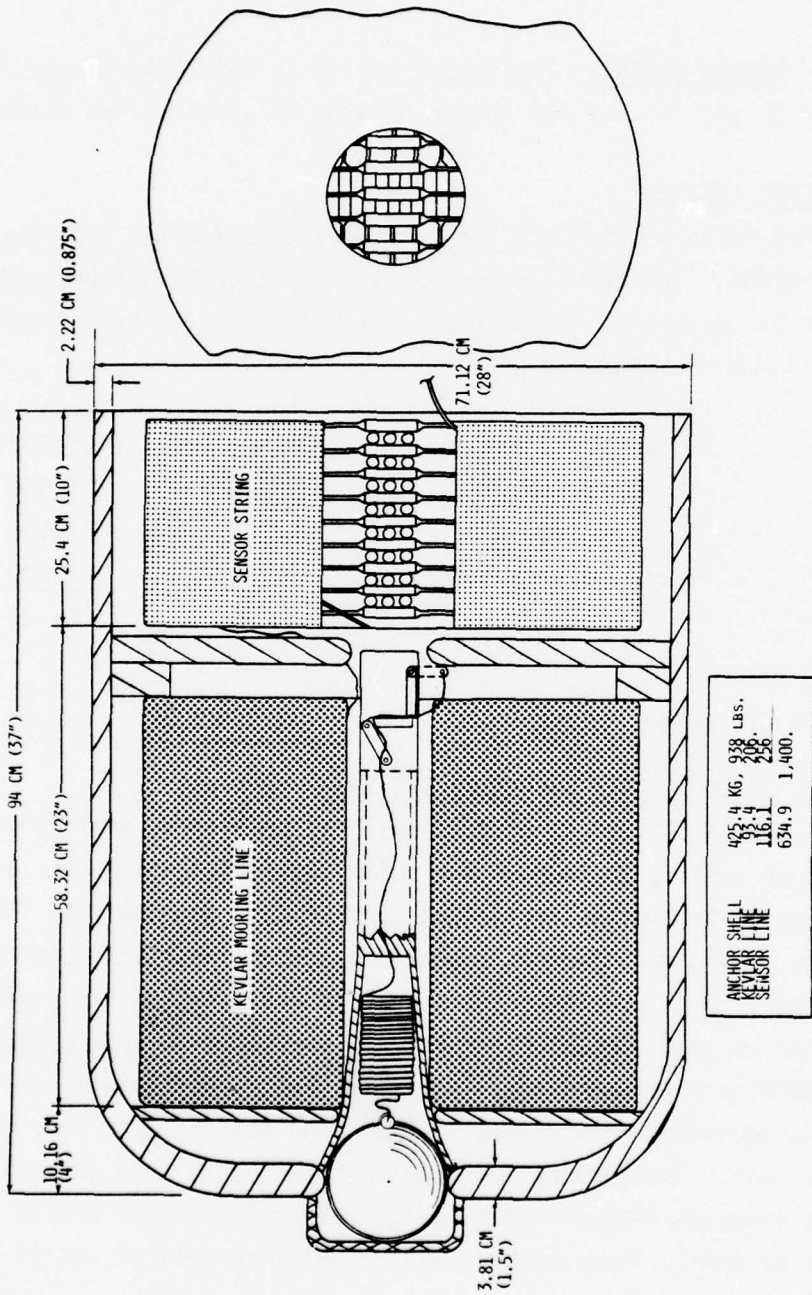 94 CM (37")
10.16 CM
(4")
58.32 CM (23")
25.4 CM (10")
2.22 CM (0.875")
KEVLAR MOORING LINE
SENSOR STRING
71.12 CM
(28")
3.81 CM
(1.5")
ANCHOR SHELL 425.4 KG, 938 LBS.
KEVLAR LINE 93.4 206.
SENSOR LINE 116.1 256
634.9 1,400.